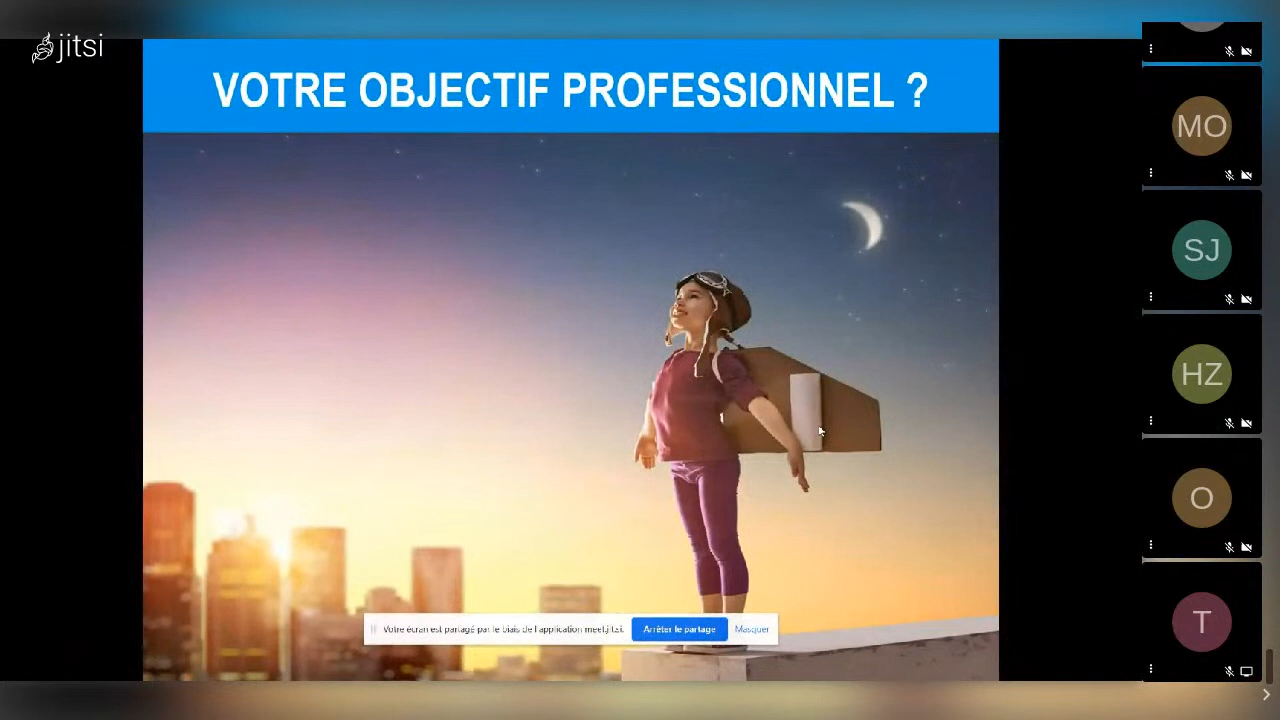 jitsi
VOTRE OBJECTIF PROFESSIONNEL ?
MO
SJ
HZ
O
T
Votre écran est partagé par le biais de l'application meet.jit.si.
Arrêter le partage
Masquer